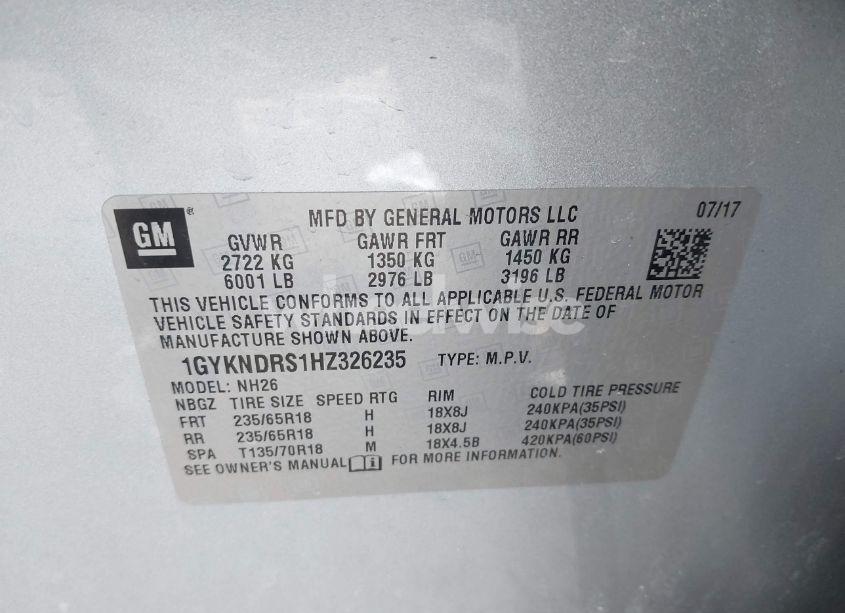 GM ®
MFD BY GENERAL MOTORS LLC
07/17
GVWR GAWR FRT GAWR RR
2722 KG 1350 KG 1450 KG
6001 LB 2976 LB 3196 LB
THIS VEHICLE CONFORMS TO ALL APPLICABLE U.S. FEDERAL MOTOR
VEHICLE SAFETY STANDARDS IN EFFECT ON THE DATE OF
MANUFACTURE SHOWN ABOVE.
1GYKNDRS1HZ326235 TYPE: M.P.V.
MODEL: NH26
NBGZ TIRE SIZE SPEED RTG RIM COLD TIRE PRESSURE
FRT 235/65R18 H 18X8J 240KPA(35PSI)
RR 235/65R18 H 18X8J 240KPA(35PSI)
SPA T135/70R18 M 18X4.5B 420KPA(60PSI)
SEE OWNER'S MANUAL FOR MORE INFORMATION.